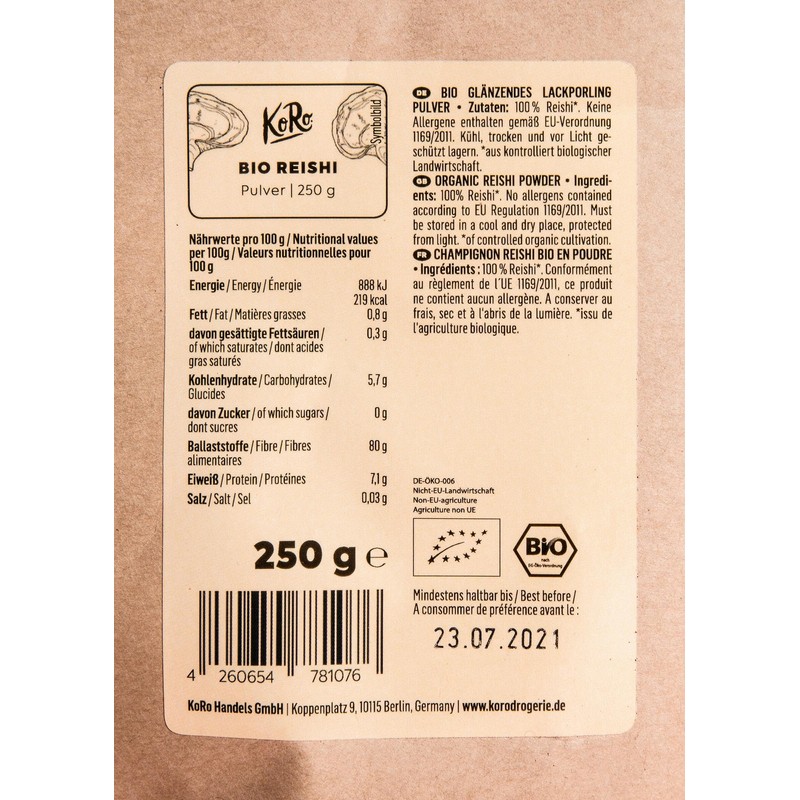 KoRo
Symbolbild
BIO REISHI
Pulver | 250 g
Nährwerte pro 100 g / Nutritional values
per 100g / Valeurs nutritionnelles pour
100 g
Energie / Energy / Énergie 888 kJ
219 kcal
Fett / Fat / Matières grasses 0,8 g
davon gesättigte Fettsäuren / 0,3 g
of which saturates / dont acides
gras saturés
Kohlenhydrate / Carbohydrates / 5,7 g
Glucides
davon Zucker / of which sugars / 0 g
dont sucres
Ballaststoffe / Fibre / Fibres 80 g
alimentaires
Eiweiß / Protein / Protéines 7,1 g
Salz / Salt / Sel 0,03 g
250 g e
4 260654 781076
DE BIO GLÄNZENDES LACKPORLING
PULVER • Zutaten: 100 % Reishi*. Keine
Allergene enthalten gemäß EU-Verordnung
1169/2011. Kühl, trocken und vor Licht ge-
schützt lagern. *aus kontrolliert biologischer
Landwirtschaft.
GB ORGANIC REISHI POWDER • Ingredi-
ents: 100% Reishi*. No allergens contained
according to EU Regulation 1169/2011. Must
be stored in a cool and dry place, protected
from light. *of controlled organic cultivation.
FR CHAMPIGNON REISHI BIO EN POUDRE
• Ingrédients : 100 % Reishi*. Conformément
au règlement de l´UE 1169/2011, ce produit
ne contient aucun allergène. A conserver au
frais, sec et à l'abris de la lumière. *issu de
l'agriculture biologique.
DE-ÖKO-006
Nicht-EU-Landwirtschaft
Non-EU-agriculture
Agriculture non UE
Bio
nach
EG-Öko-Verordnung
Mindestens haltbar bis / Best before /
A consommer de préférence avant le :
23.07.2021
KoRo Handels GmbH | Koppenplatz 9, 10115 Berlin, Germany | www.korodrogerie.de